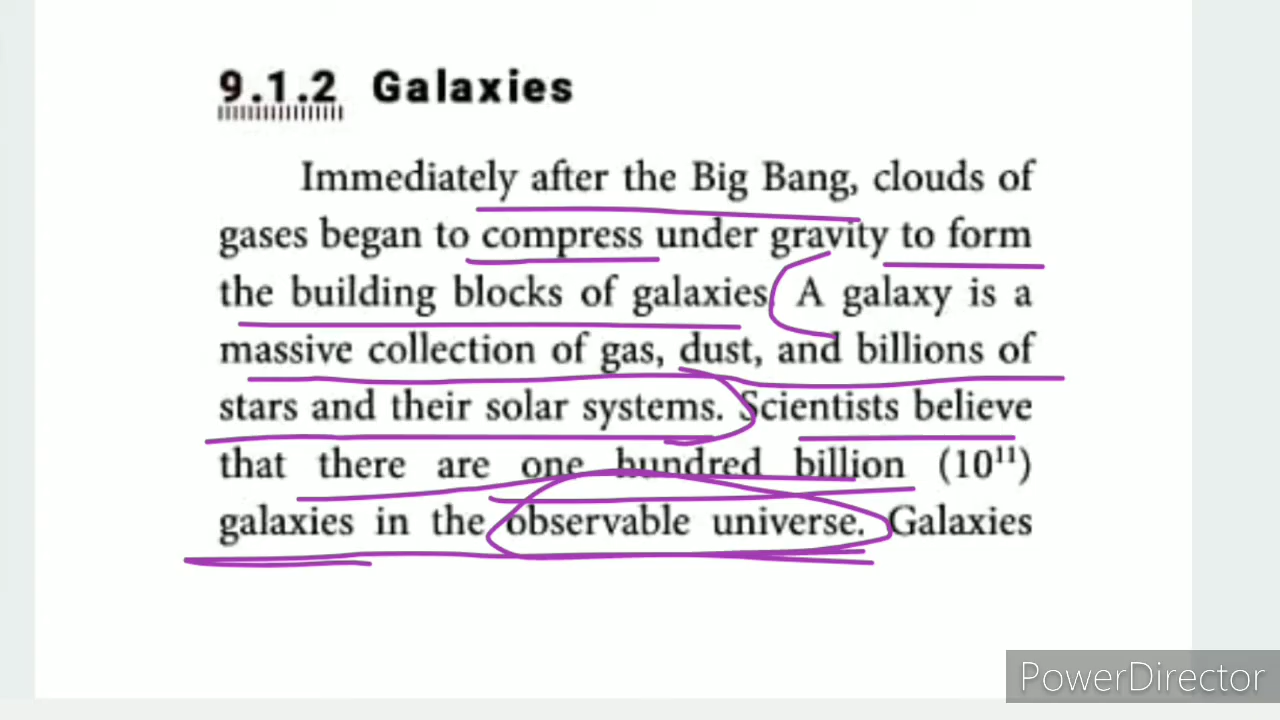 9.1.2 Galaxies
Immediately after the Big Bang, clouds of
gases began to compress under gravity to form
the building blocks of galaxies. A galaxy is a
massive collection of gas, dust, and billions of
stars and their solar systems. Scientists believe
that there are one hundred billion (10¹¹)
galaxies in the observable universe. Galaxies
PowerDirector